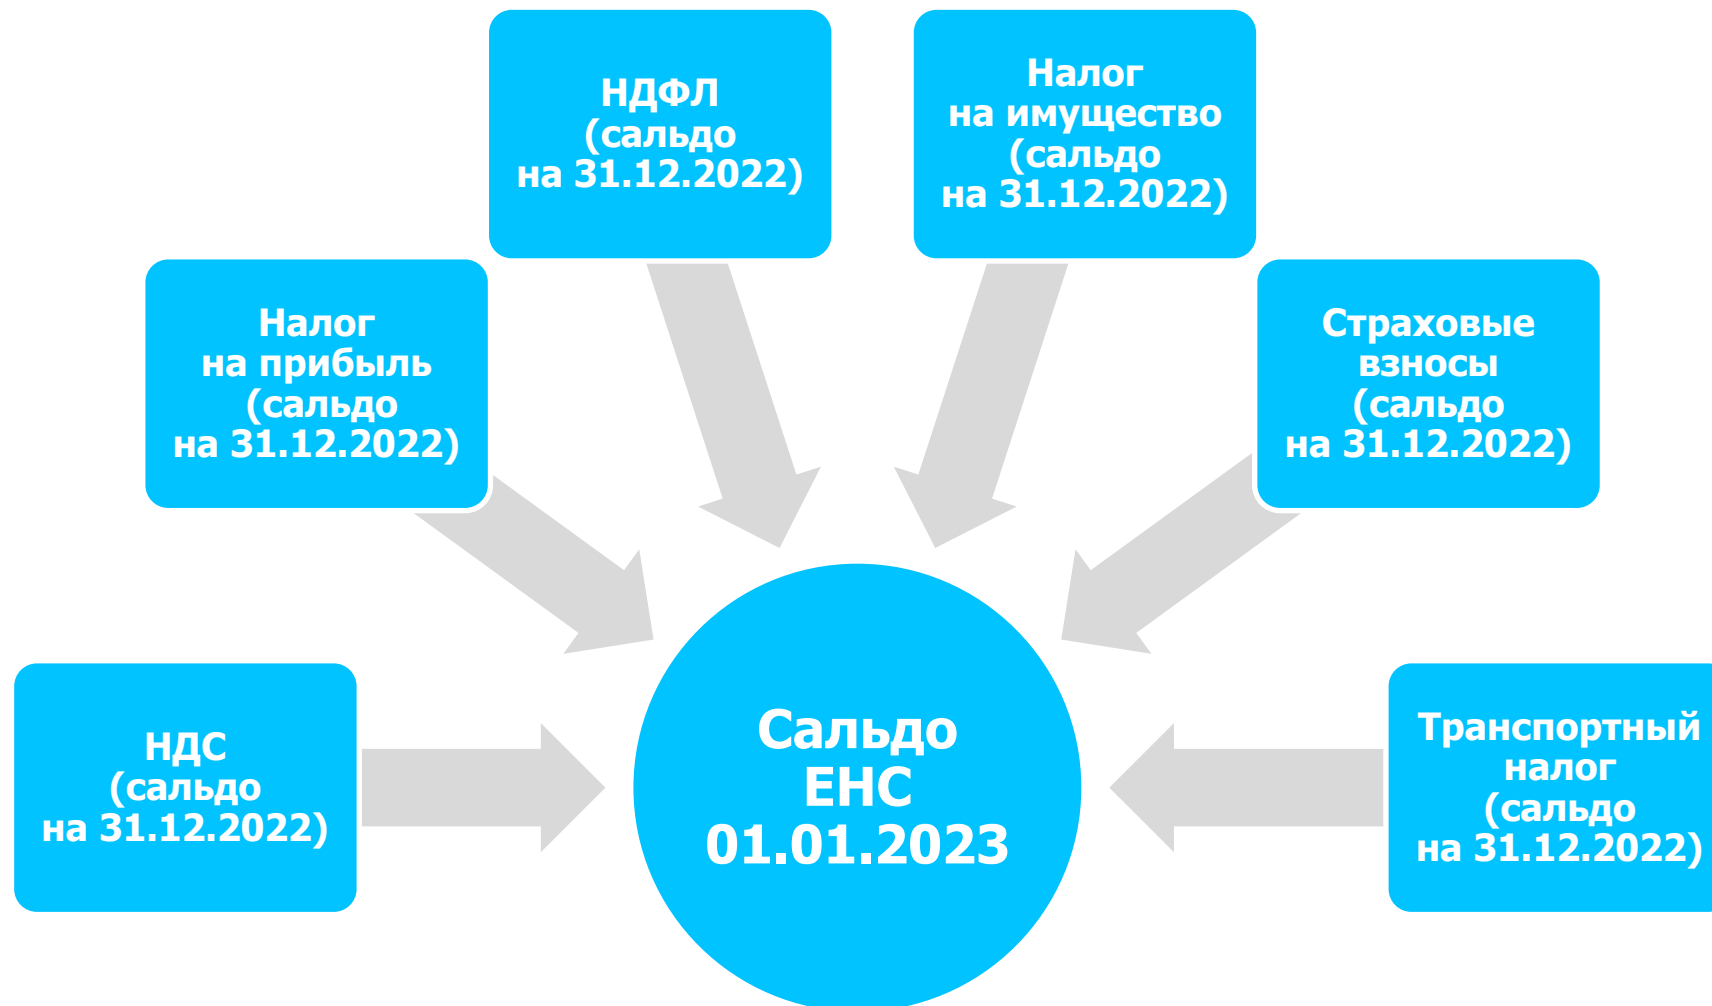 НДФЛ
(сальдо
на 31.12.2022)
Налог
на имущество
(сальдо
на 31.12.2022)
Налог
на прибыль
(сальдо
на 31.12.2022)
Страховые
взносы
(сальдо
на 31.12.2022)
НДС
(сальдо
на 31.12.2022)
Сальдо
ЕНС
01.01.2023
Транспортный
налог
(сальдо
на 31.12.2022)